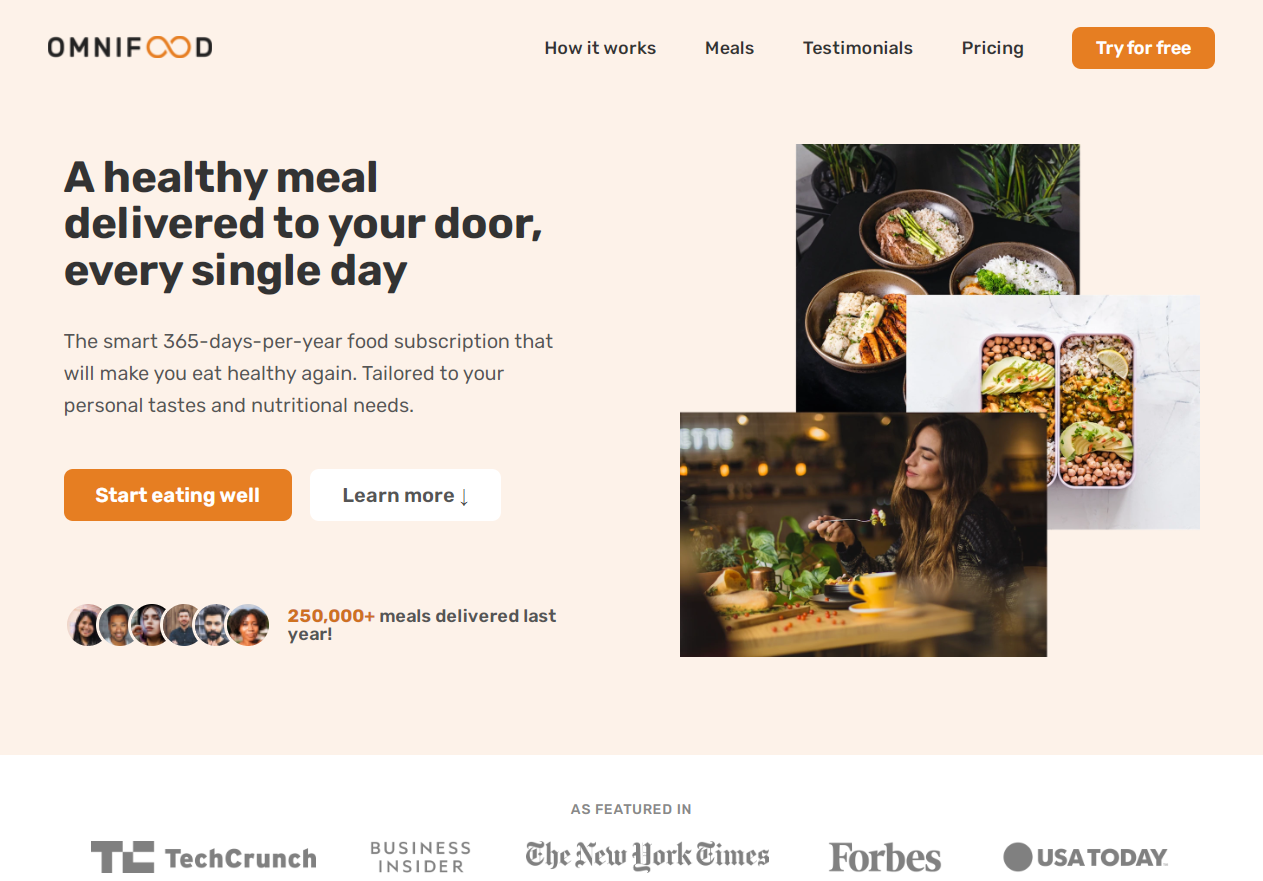 OMNIFOOD
How it works Meals Testimonials Pricing Try for free
A healthy meal
delivered to your door,
every single day
The smart 365-days-per-year food subscription that
will make you eat healthy again. Tailored to your
personal tastes and nutritional needs.
Start eating well Learn more ↓
250,000+ meals delivered last
year!
AS FEATURED IN
TC TechCrunch
BUSINESS
INSIDER
The New York Times
Forbes
USA TODAY